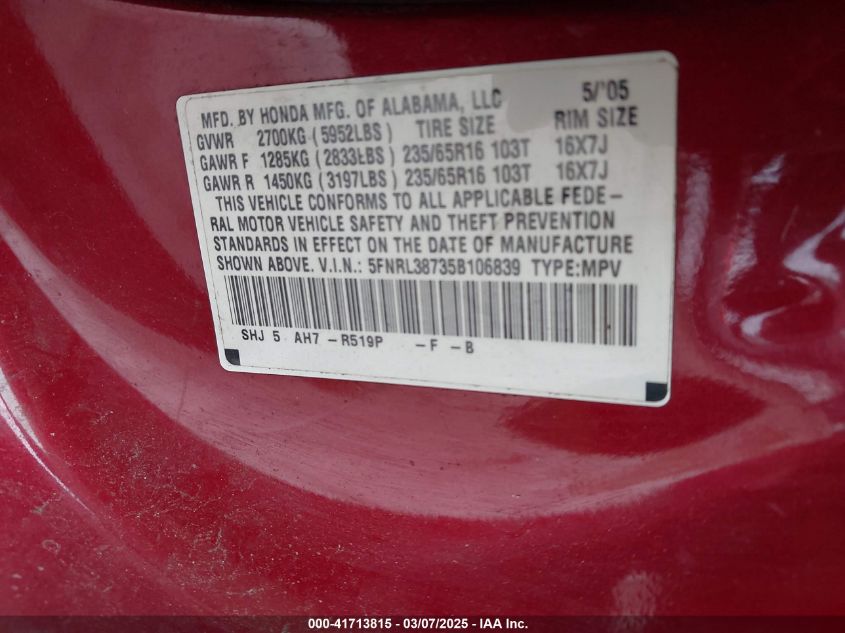 MFD. BY HONDA MFG. OF ALABAMA, LLC 5/'05
GVWR 2700KG (5952LBS) TIRE SIZE RIM SIZE
GAWR F 1285KG (2833LBS) 235/65R16 103T 16X7J
GAWR R 1450KG (3197LBS) 235/65R16 103T 16X7J
THIS VEHICLE CONFORMS TO ALL APPLICABLE FEDE-
RAL MOTOR VEHICLE SAFETY AND THEFT PREVENTION
STANDARDS IN EFFECT ON THE DATE OF MANUFACTURE
SHOWN ABOVE. V.I.N.: 5FNRL38735B106839 TYPE:MPV
SHJ 5 AH7 -R519P -F -B
000-41713815 - 03/07/2025 - IAA Inc.